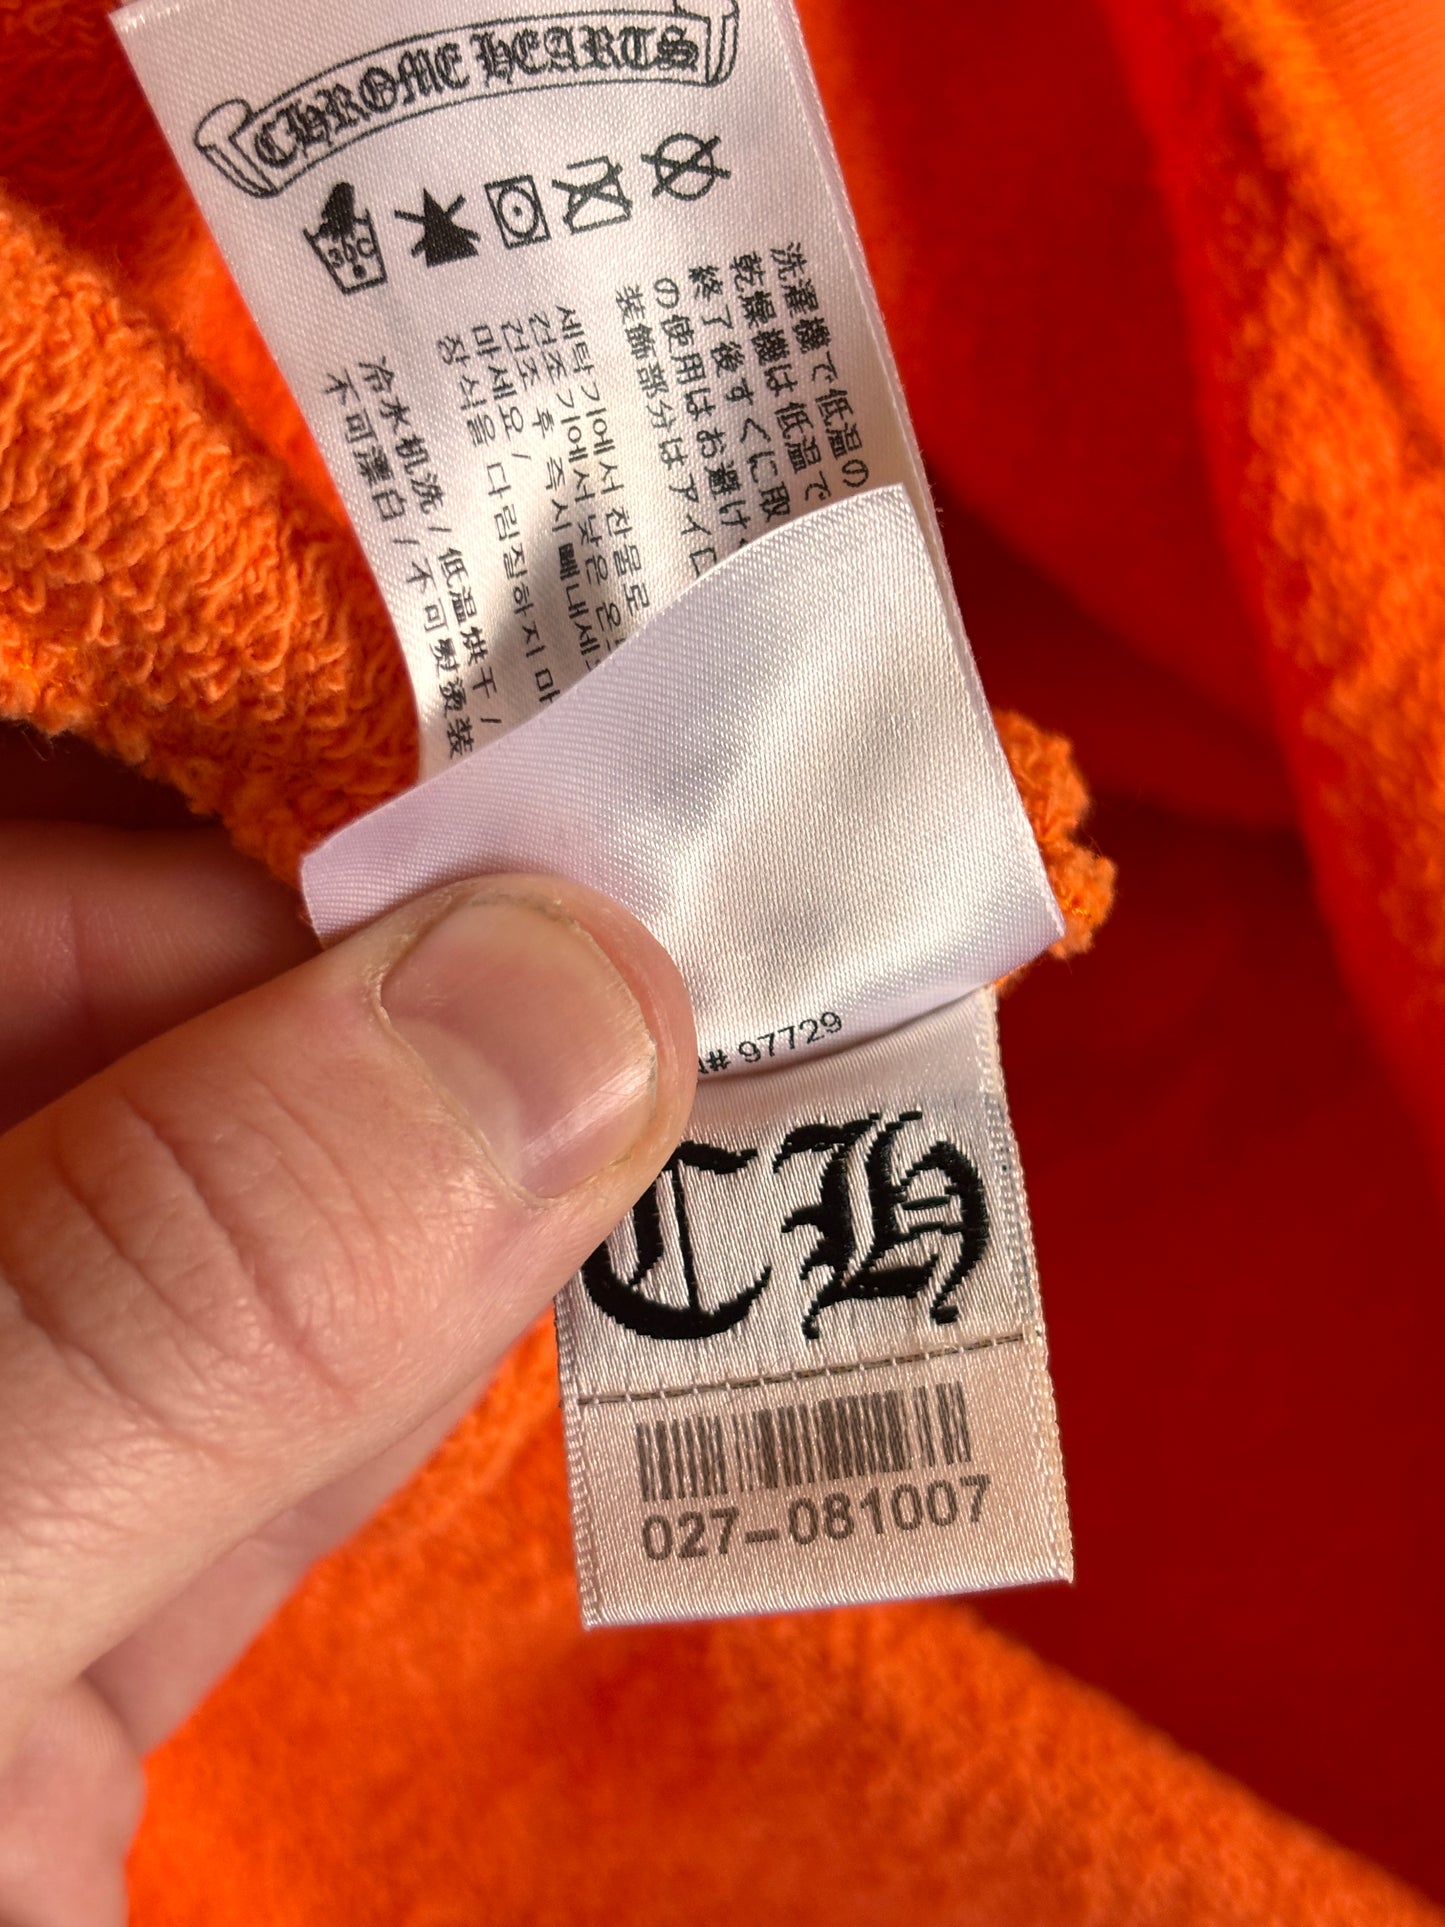 CHROME HEARTS
洗濯機で低温の
乾燥機は低温で
終了後すぐに取
の使用はお避け
装飾部分はアイロ
세탁기에서 찬물로
건조기에서 낮은 온
건조 후 즉시 빼내세
마세요/ 다림질하지 마
장식을
冷水机洗/低温烘干/
不可漂白/不可熨烫装
# 97729
CH
027-081007